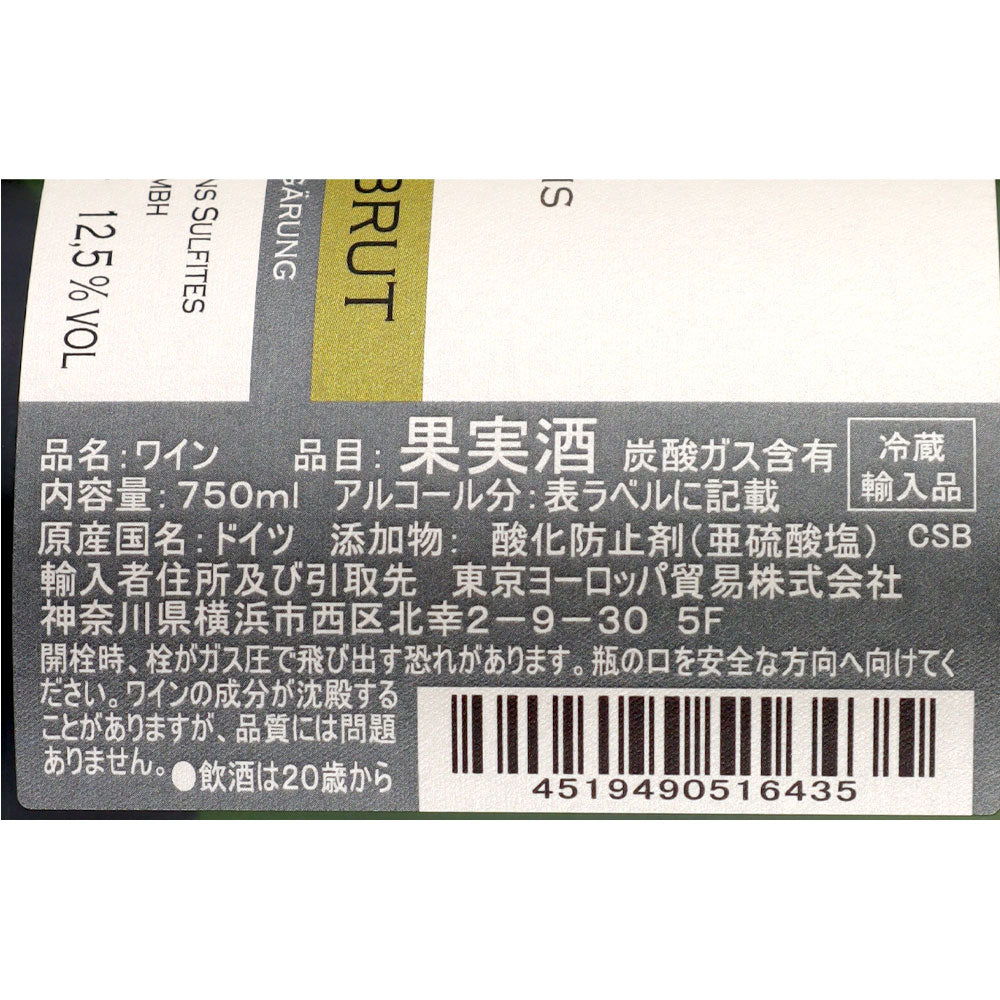 NS SULFITES
MBH
12,5 % VOL
GÄRUNG
BRUT
NS
品名:ワイン 品目:果実酒 炭酸ガス含有
冷蔵
輸入品
内容量:750ml アルコール分:表ラベルに記載
原産国名:ドイツ 添加物: 酸化防止剤(亜硫酸塩) CSB
輸入者住所及び引取先 東京ヨーロッパ貿易株式会社
神奈川県横浜市西区北幸2-9-30 5F
開栓時、栓がガス圧で飛び出す恐れがあります。瓶の口を安全な方向へ向けてく
ださい。ワインの成分が沈殿する
ことがありますが、品質には問題
ありません。●飲酒は20歳から
4519490516435